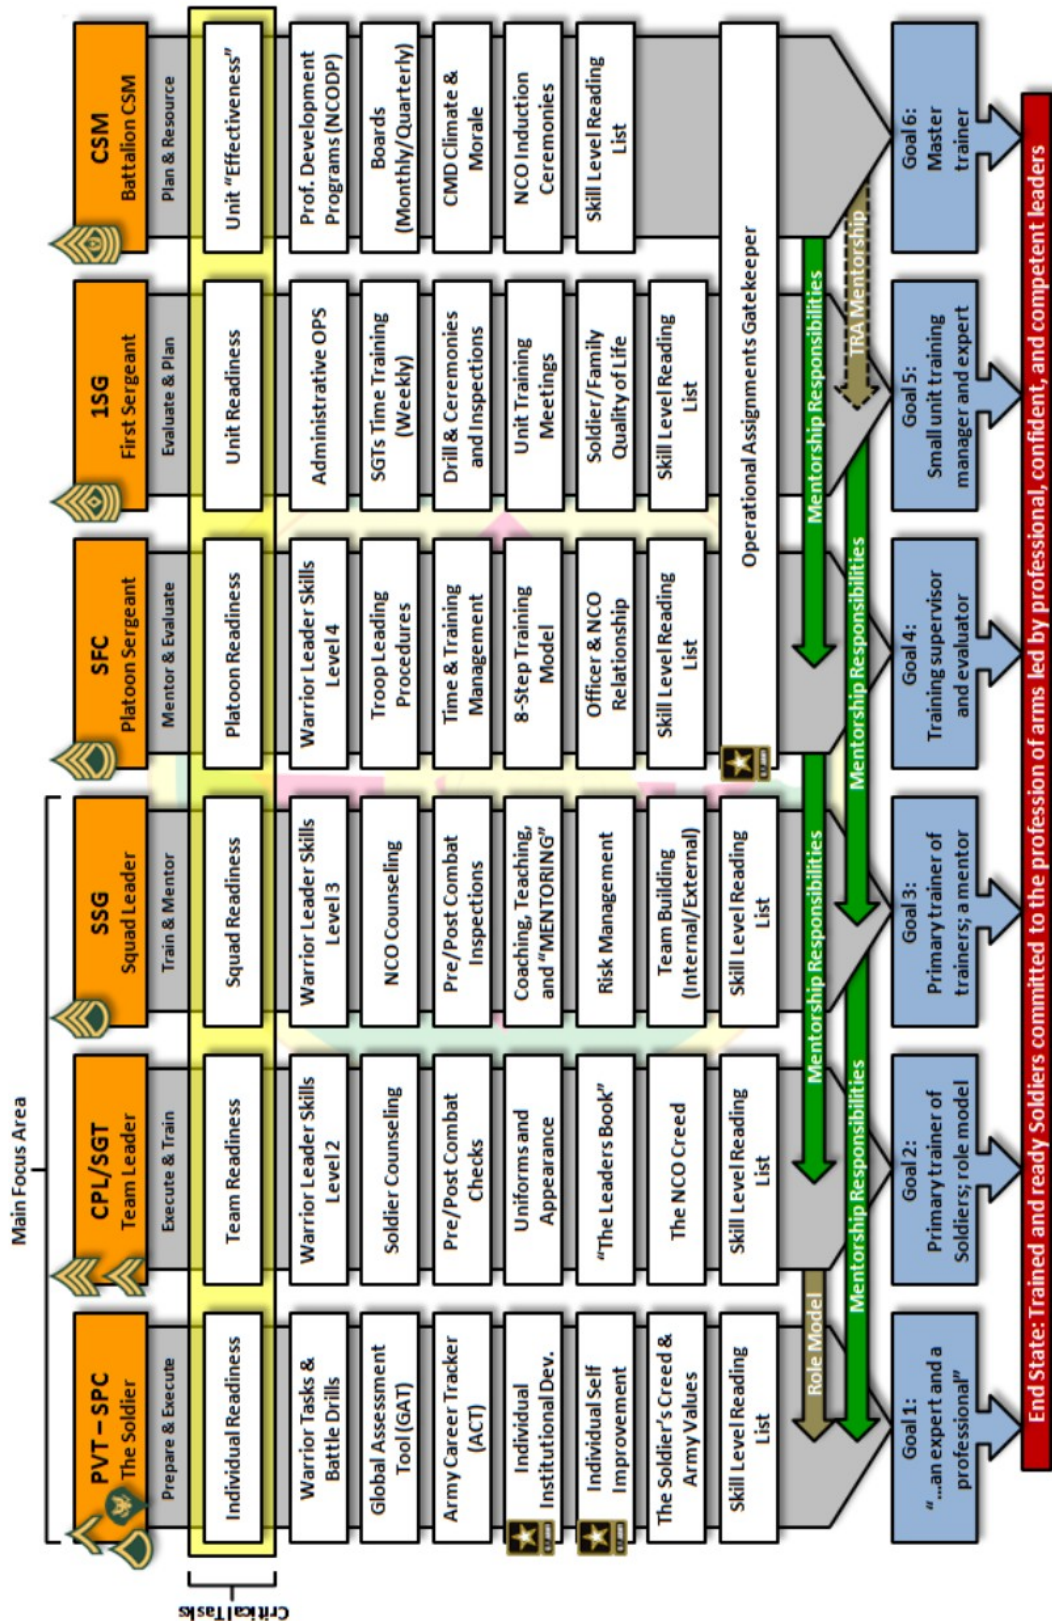 Main Focus Area
PVT – SPC
The Soldier
Prepare & Execute
CPL/SGT
Team Leader
Execute & Train
SSG
Squad Leader
Train & Mentor
SFC
Platoon Sergeant
Mentor & Evaluate
1SG
First Sergeant
Evaluate & Plan
CSM
Battalion CSM
Plan & Resource
Critical Tasks
Individual Readiness
Team Readiness
Squad Readiness
Platoon Readiness
Unit Readiness
Unit “Effectiveness”
Warrior Tasks &
Battle Drills
Global Assessment
Tool (GAT)
Army Career Tracker
(ACT)
Individual
Institutional Dev.
Individual Self
Improvement
The Soldier’s Creed &
Army Values
Skill Level Reading
List
Warrior Leader Skills
Level 2
Soldier Counseling
Pre/Post Combat
Checks
Uniforms and
Appearance
“The Leaders Book”
The NCO Creed
Skill Level Reading
List
Warrior Leader Skills
Level 3
NCO Counseling
Pre/Post Combat
Inspections
Coaching, Teaching,
and “MENTORING”
Risk Management
Team Building
(Internal/External)
Skill Level Reading
List
Warrior Leader Skills
Level 4
Troop Leading
Procedures
Time & Training
Management
8-Step Training
Model
Officer & NCO
Relationship
Skill Level Reading
List
Administrative OPS
SGTs Time Training
(Weekly)
Drill & Ceremonies
and Inspections
Unit Training
Meetings
Soldier/Family
Quality of Life
Skill Level Reading
List
Prof. Development
Programs (NCODP)
Boards
(Monthly/Quarterly)
CMD Climate &
Morale
NCO Induction
Ceremonies
Skill Level Reading
List
Operational Assignments Gatekeeper
Role Model
Mentorship Responsibilities
Mentorship Responsibilities
Mentorship Responsibilities
Mentorship Responsibilities
TRA Mentorship
Goal 1:
“...an expert and a
professional”
Goal 2:
Primary trainer of
Soldiers; role model
Goal 3:
Primary trainer of
trainers; a mentor
Goal 4:
Training supervisor
and evaluator
Goal 5:
Small unit training
manager and expert
Goal 6:
Master
trainer
End State: Trained and ready Soldiers committed to the profession of arms led by professional, confident, and competent leaders